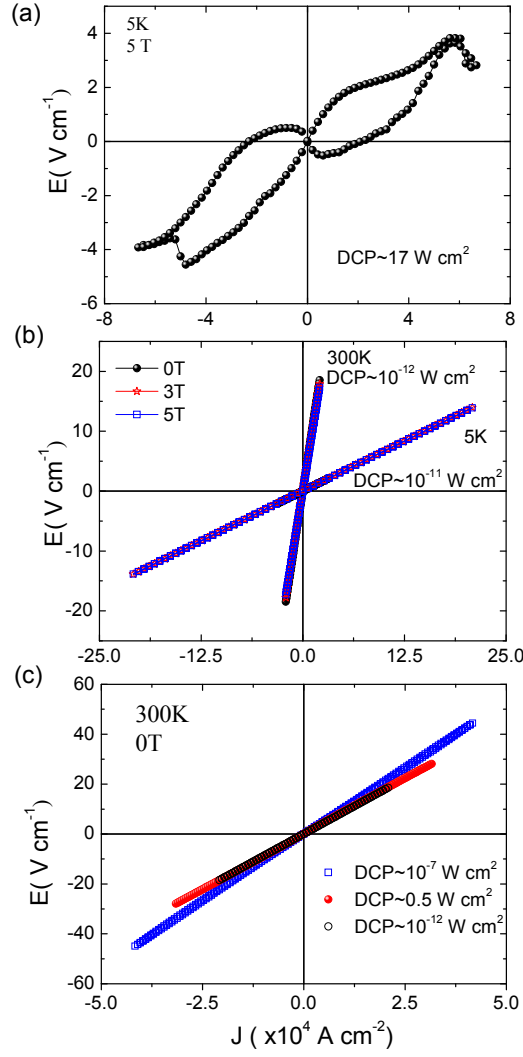 (a)
5K
5 T
E( V cm⁻¹)
4
2
0
-2
-4
-6
DCP~17 W cm²
-8 -4 0 4 8
(b)
0T
3T
5T
300K
DCP~10⁻¹² W cm²
5K
DCP~10⁻¹¹ W cm²
E( V cm⁻¹)
20
10
0
-10
-20
-25.0 -12.5 0.0 12.5 25.0
(c)
300K
0T
E( V cm⁻¹)
60
40
20
0
-20
-40
-60
DCP~10⁻⁷ W cm²
DCP~0.5 W cm²
DCP~10⁻¹² W cm²
-5.0 -2.5 0.0 2.5 5.0
J ( x10⁴ A cm⁻²)